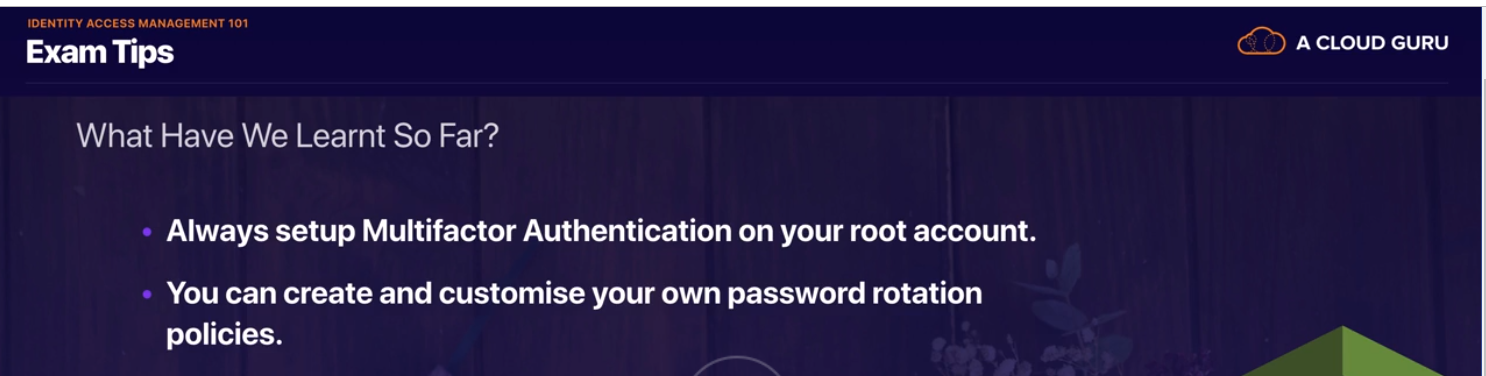 IDENTITY ACCESS MANAGEMENT 101
Exam Tips
A CLOUD GURU
What Have We Learnt So Far?
• Always setup Multifactor Authentication on your root account.
• You can create and customise your own password rotation
policies.